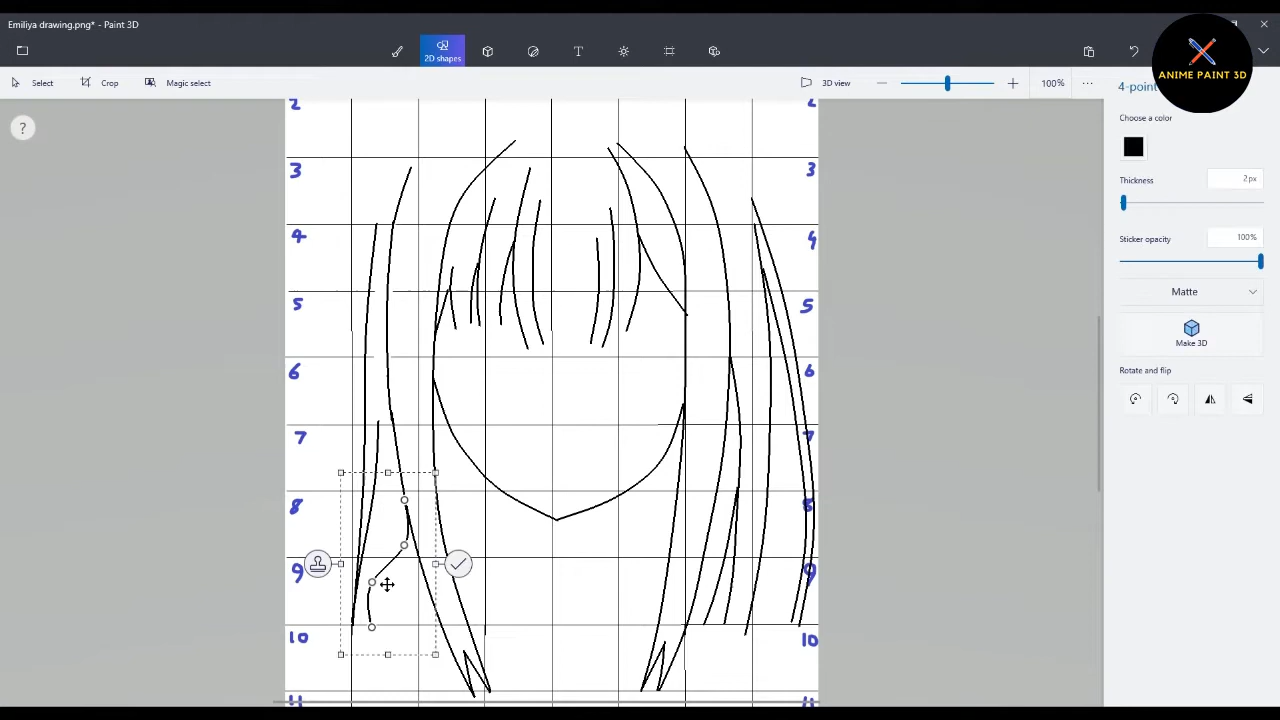 Emiliya drawing.png* - Paint 3D
2D shapes
Select
Crop
Magic select
3D view
100%
ANIME PAINT 3D
4-point
Choose a color
Thickness
2px
Sticker opacity
100%
Matte
Make 3D
Rotate and flip
?
2
3
3
4
4
5
5
6
6
7
7
8
8
9
9
10
10
11